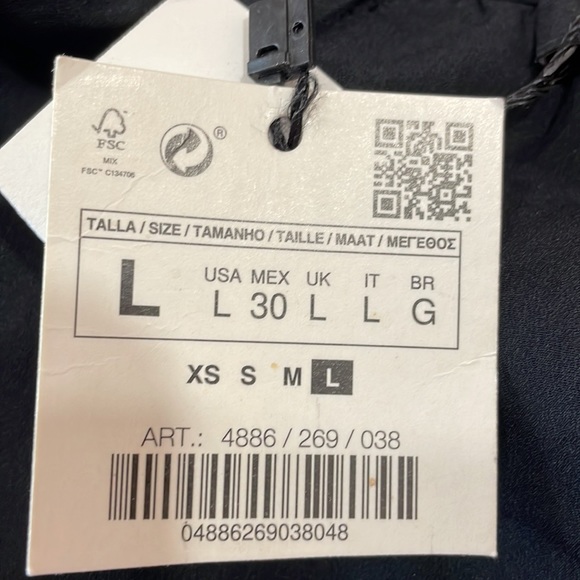 FSC
MIX
FSC™ C134706
®
TALLA / SIZE / TAMANHO / TAILLE / MAAT / ΜΕΓΕΘΟΣ
USA MEX UK IT BR
L L 30 L L G
XS S M L
ART.: 4886 / 269 / 038
04886269038048